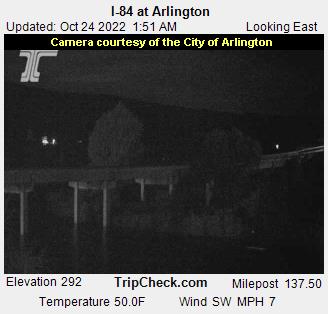 I-84 at Arlington
Updated: Oct 24 2022 1:51 AM Looking East
Camera courtesy of the City of Arlington
Elevation 292 TripCheck.com Milepost 137.50
Temperature 50.0F Wind SW MPH 7